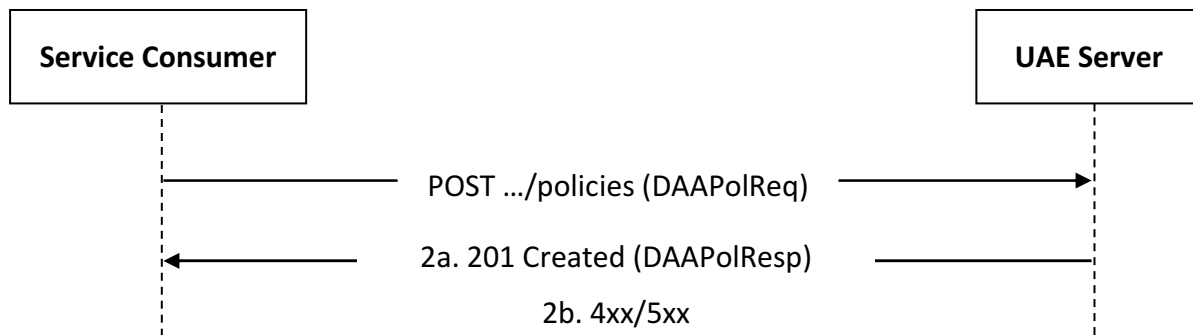 Service Consumer
UAE Server
POST .../policies (DAAPolReq)
2a. 201 Created (DAAPolResp)
2b. 4xx/5xx